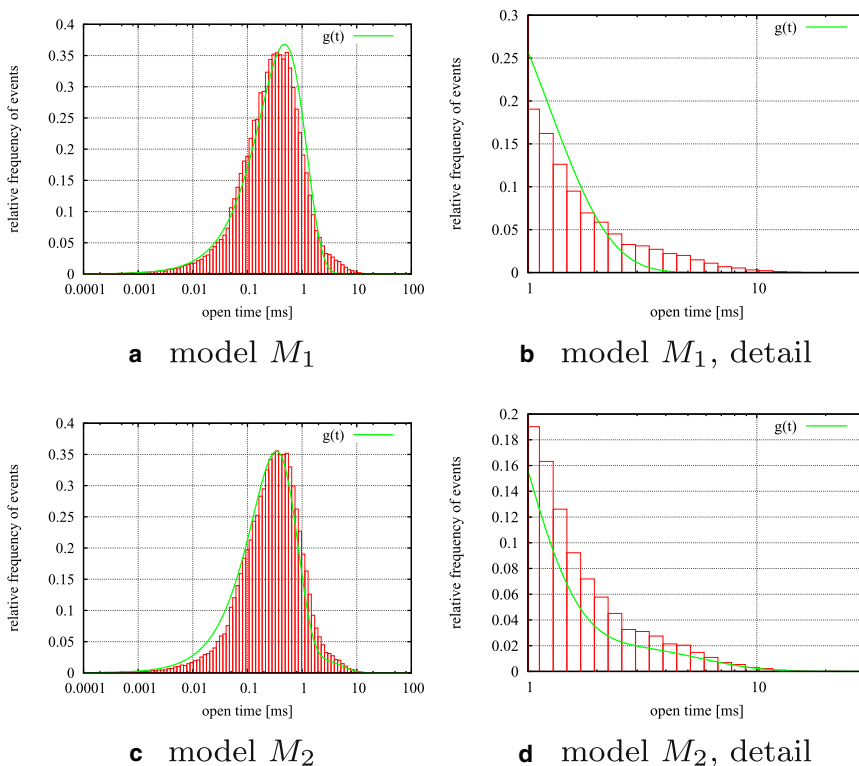 0.4
0.35
0.3
0.25
0.2
0.15
0.1
0.05
0
relative frequency of events
g(t)
0.0001 0.001 0.01 0.1 1 10 100
open time [ms]
a model M1
0.3
0.25
0.2
0.15
0.1
0.05
0
relative frequency of events
g(t)
1 10
open time [ms]
b model M1, detail
0.4
0.35
0.3
0.25
0.2
0.15
0.1
0.05
0
relative frequency of events
g(t)
0.0001 0.001 0.01 0.1 1 10 100
open time [ms]
c model M2
0.2
0.18
0.16
0.14
0.12
0.1
0.08
0.06
0.04
0.02
0
relative frequency of events
g(t)
1 10
open time [ms]
d model M2, detail